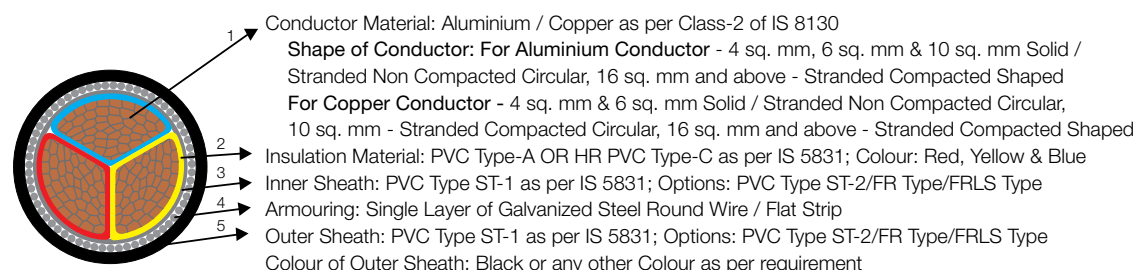 Conductor Material: Aluminium / Copper as per Class-2 of IS 8130
Shape of Conductor: For Aluminium Conductor - 4 sq. mm, 6 sq. mm & 10 sq. mm Solid /
Stranded Non Compacted Circular, 16 sq. mm and above - Stranded Compacted Shaped
For Copper Conductor - 4 sq. mm & 6 sq. mm Solid / Stranded Non Compacted Circular,
10 sq. mm - Stranded Compacted Circular, 16 sq. mm and above - Stranded Compacted Shaped
Insulation Material: PVC Type-A OR HR PVC Type-C as per IS 5831; Colour: Red, Yellow & Blue
Inner Sheath: PVC Type ST-1 as per IS 5831; Options: PVC Type ST-2/FR Type/FRLS Type
Armouring: Single Layer of Galvanized Steel Round Wire / Flat Strip
Outer Sheath: PVC Type ST-1 as per IS 5831; Options: PVC Type ST-2/FR Type/FRLS Type
Colour of Outer Sheath: Black or any other Colour as per requirement
1
2
3
4
5